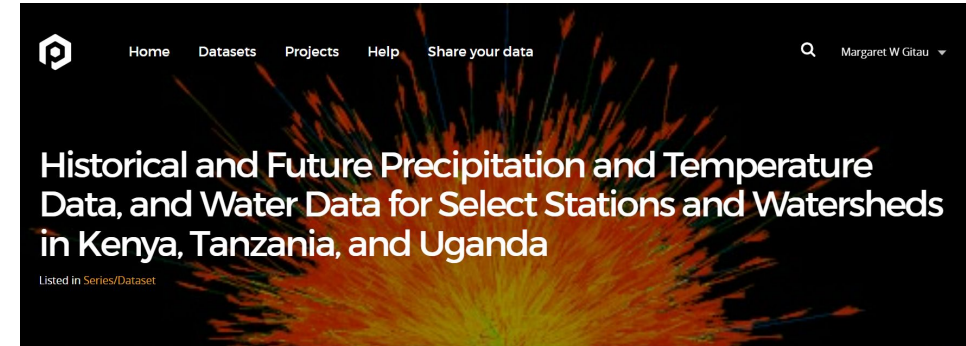 Home Datasets Projects Help Share your data Margaret W Gitau
Historical and Future Precipitation and Temperature
Data, and Water Data for Select Stations and Watersheds
in Kenya, Tanzania, and Uganda
Listed in Series/Dataset